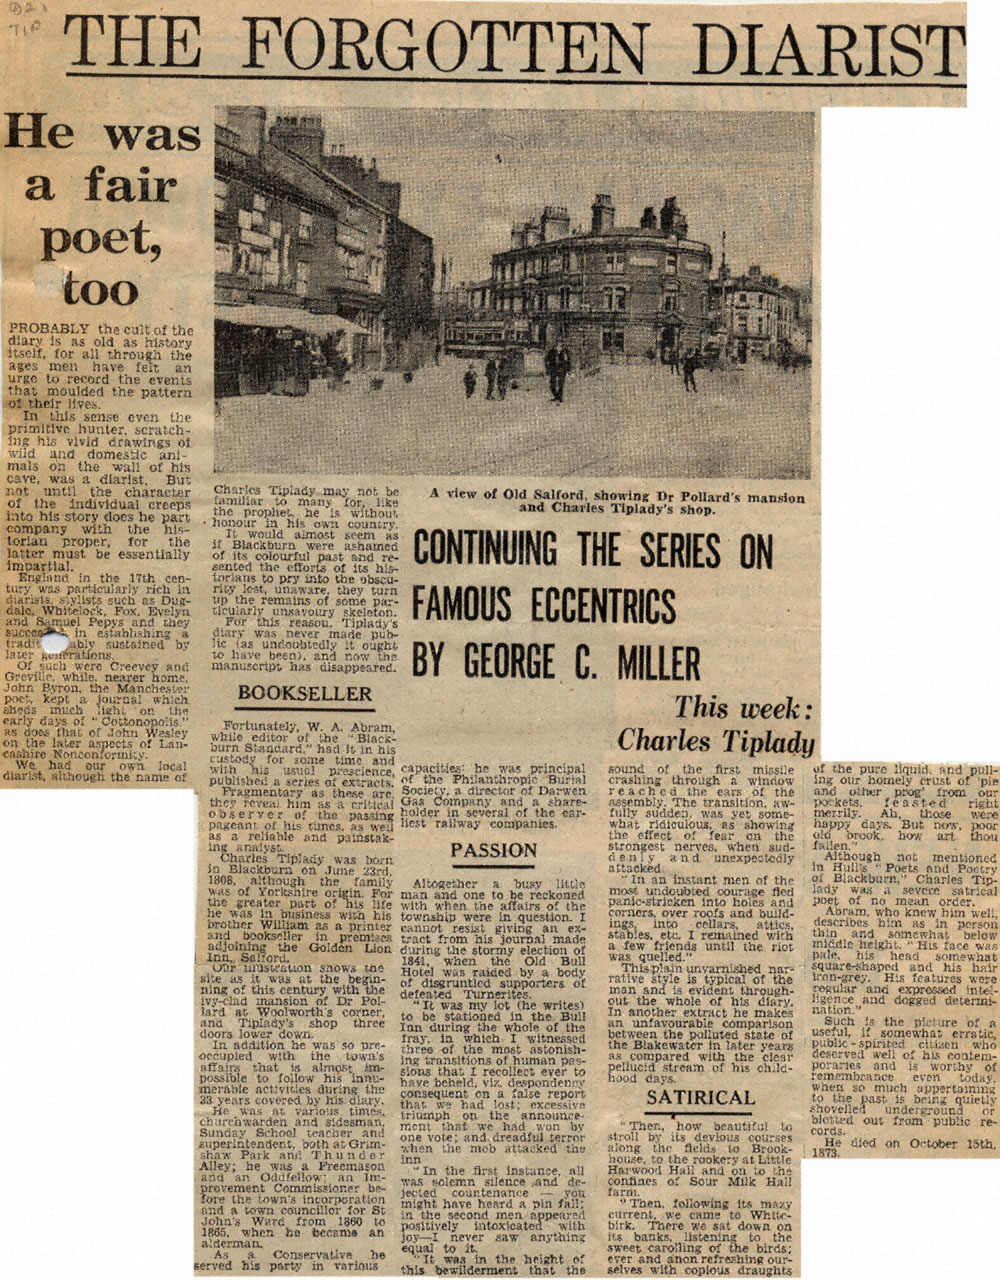 921
TIP
THE FORGOTTEN DIARIST
He was
a fair
poet,
too
PROBABLY the cult of the
diary is as old as history
itself, for all through the
ages men have felt an
urge to record the events
that moulded the pattern
of their lives.
In this sense even the
primitive hunter, scratch-
ing his vivid drawings of
wild and domestic ani-
mals on the wall of his
cave, was a diarist. But
not until the character
of the individual creeps
into his story does he part
company with the his-
torian proper, for the
latter must be essentially
impartial.
England in the 17th cen-
tury was particularly rich in
diarists, stylists such as Dug-
dale, Whitelock, Fox, Evelyn
and Samuel Pepys and they
in establishing a
ably sustained by
later generations.
Of such were Creevey and
Greville, while, nearer home,
John Byron, the Manchester
poet, kept a journal which
sheds much light on the
early days of "Cottonopolis,"
as does that of John Wesley
on the later aspects of Lan-
cashire Nonconformity.
We had our own local
diarist, although the name of
Charles Tiplady may not be
familiar to many for, like
the prophet, he is without
honour in his own country.
It would almost seem as
if Blackburn were ashamed
of its colourful past and re-
sented the efforts of its his-
torians to pry into the obscu-
rity lest, unaware, they turn
up the remains of some par-
ticularly unsavoury skeleton.
For this reason, Tiplady's
diary was never made pub-
lic (as undoubtedly it ought
to have been), and now the
manuscript has disappeared.
A view of Old Salford, showing Dr Pollard's mansion
and Charles Tiplady's shop.
CONTINUING THE SERIES ON
FAMOUS ECCENTRICS
BY GEORGE C. MILLER
This week:
Charles Tiplady
BOOKSELLER
Fortunately, W. A. Abram,
while editor of the "Black-
burn Standard," had it in his
custody for some time and
with his usual prescience,
published a series of extracts.
Fragmentary as these are,
they reveal him as a critical
observer of the passing
pageant of his times, as well
as a reliable and painstak-
ing analyst.
Charles Tiplady was born
in Blackburn on June 23rd,
1808, although the family
was of Yorkshire origin. For
the greater part of his life
he was in business with his
brother William as a printer
and bookseller in premises
adjoining the Golden Lion
Inn, Salford.
Our illustration shows the
site as it was at the begin-
ning of this century with the
ivy-clad mansion of Dr Pol-
lard at Woolworth's corner,
and Tiplady's shop three
doors lower down.
In addition he was so pre-
occupied with the town's
affairs that is almost im-
possible to follow his innu-
merable activities during the
33 years covered by his diary.
He was at various times,
churchwarden and sidesman,
Sunday School teacher and
superintendent, both at Grim-
shaw Park and Thunder
Alley; he was a Freemason
and an Oddfellow; an Im-
provement Commissioner be-
fore the town's incorporation
and a town councillor for St
John's Ward from 1860 to
1865, when he became an
alderman.
As a Conservative he
served his party in various
capacities: he was principal
of the Philanthropic Burial
Society, a director of Darwen
Gas Company and a share-
holder in several of the ear-
liest railway companies.
PASSION
Altogether a busy little
man and one to be reckoned
with when the affairs of the
township were in question. I
cannot resist giving an ex-
tract from his journal made
during the stormy election of
1841, when the Old Bull
Hotel was raided by a body
of disgruntled supporters of
defeated Turnerites.
"It was my lot (he writes)
to be stationed in the Bull
Inn during the whole of the
fray, in which I witnessed
three of the most astonish-
ing transitions of human pas-
sions that I recollect ever to
have beheld, viz, despondency
consequent on a false report
that we had lost; excessive
triumph on the announce-
ment that we had won by
one vote; and dreadful terror
when the mob attacked the
inn
"In the first instance, all
was solemn silence and de-
jected countenance — you
might have heard a pin fall;
in the second men appeared
positively intoxicated with
joy—I never saw anything
equal to it.
"It was in the height of
this bewilderment that the
sound of the first missile
crashing through a window
reached the ears of the
assembly. The transition, aw-
fully sudden, was yet some-
what ridiculous, as showing
the effect of fear on the
strongest nerves, when sud-
denly and unexpectedly
attacked.
"In an instant men of the
most undoubted courage fled
panic-stricken into holes and
corners, over roofs and build-
ings, into cellars, attics,
stables, etc. I remained with
a few friends until the riot
was quelled."
This plain unvarnished nar-
rative style is typical of the
man and is evident through-
out the whole of his diary.
In another extract he makes
an unfavourable comparison
between the polluted state of
the Blakewater in later years
as compared with the clear
pellucid stream of his child-
hood days.
SATIRICAL
"Then, how beautiful to
stroll by its devious courses
along the fields to Brook-
house, to the rookery at Little
Harwood Hall and on to the
confines of Sour Milk Hall
farm.
"Then, following its mazy
current, we came to White-
birk. There we sat down on
its banks, listening to the
sweet carolling of the birds;
ever and anon refreshing our-
selves with copious draughts
of the pure liquid, and pull-
ing our homely crust of 'pie
and other prog' from our
pockets, feasted right
merrily. Ah, those were
happy days. But now, poor
old brook, how art thou
fallen."
Although not mentioned
in Hull's "Poets and Poetry
of Blackburn," Charles Tip-
lady was a severe satrical
poet of no mean order.
Abram, who knew him well,
describes him as in person
thin and somewhat below
middle height. "His face was
pale, his head somewhat
square-shaped and his hair
iron-grey. His features were
regular and expressed intel-
ligence and dogged determi-
nation."
Such is the picture of a
useful, if somewhat erratic,
public-spirited citizen who
deserved well of his contem-
poraries and is worthy of
remembrance even today,
when so much appertaining
to the past is being quietly
shovelled underground or
blotted out from public re-
cords.
He died on October 15th,
1873.